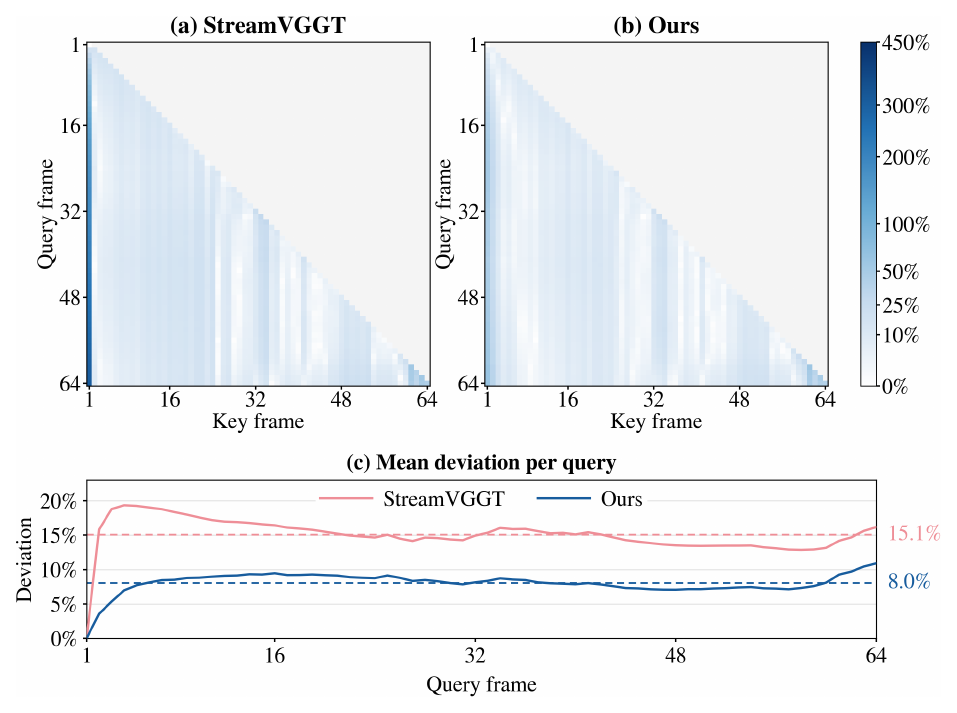 (a) StreamVGGT
(b) Ours
1
16
32
48
64
Query frame
1 16 32 48 64
Key frame
1
16
32
48
64
Query frame
1 16 32 48 64
Key frame
450%
300%
200%
100%
50%
25%
10%
0%
(c) Mean deviation per query
StreamVGGT Ours
20%
15%
10%
5%
0%
Deviation
15.1%
8.0%
1 16 32 48 64
Query frame